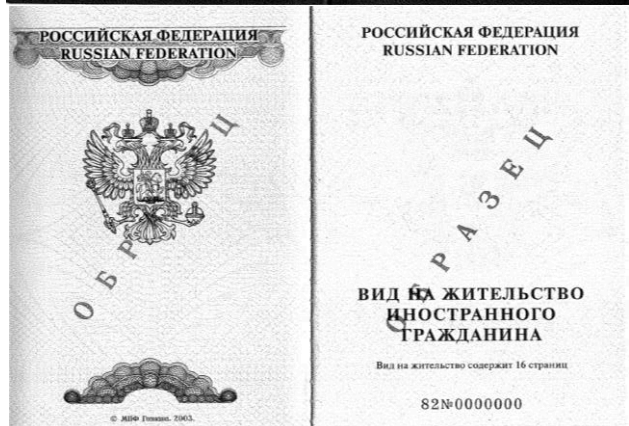 РОССИЙСКАЯ ФЕДЕРАЦИЯ
RUSSIAN FEDERATION
ОБРАЗЕЦ
© МПФ Гознак. 2003.
РОССИЙСКАЯ ФЕДЕРАЦИЯ
RUSSIAN FEDERATION
ОБРАЗЕЦ
ВИД НА ЖИТЕЛЬСТВО
ИНОСТРАННОГО
ГРАЖДАНИНА
Вид на жительство содержит 16 страниц
82№0000000